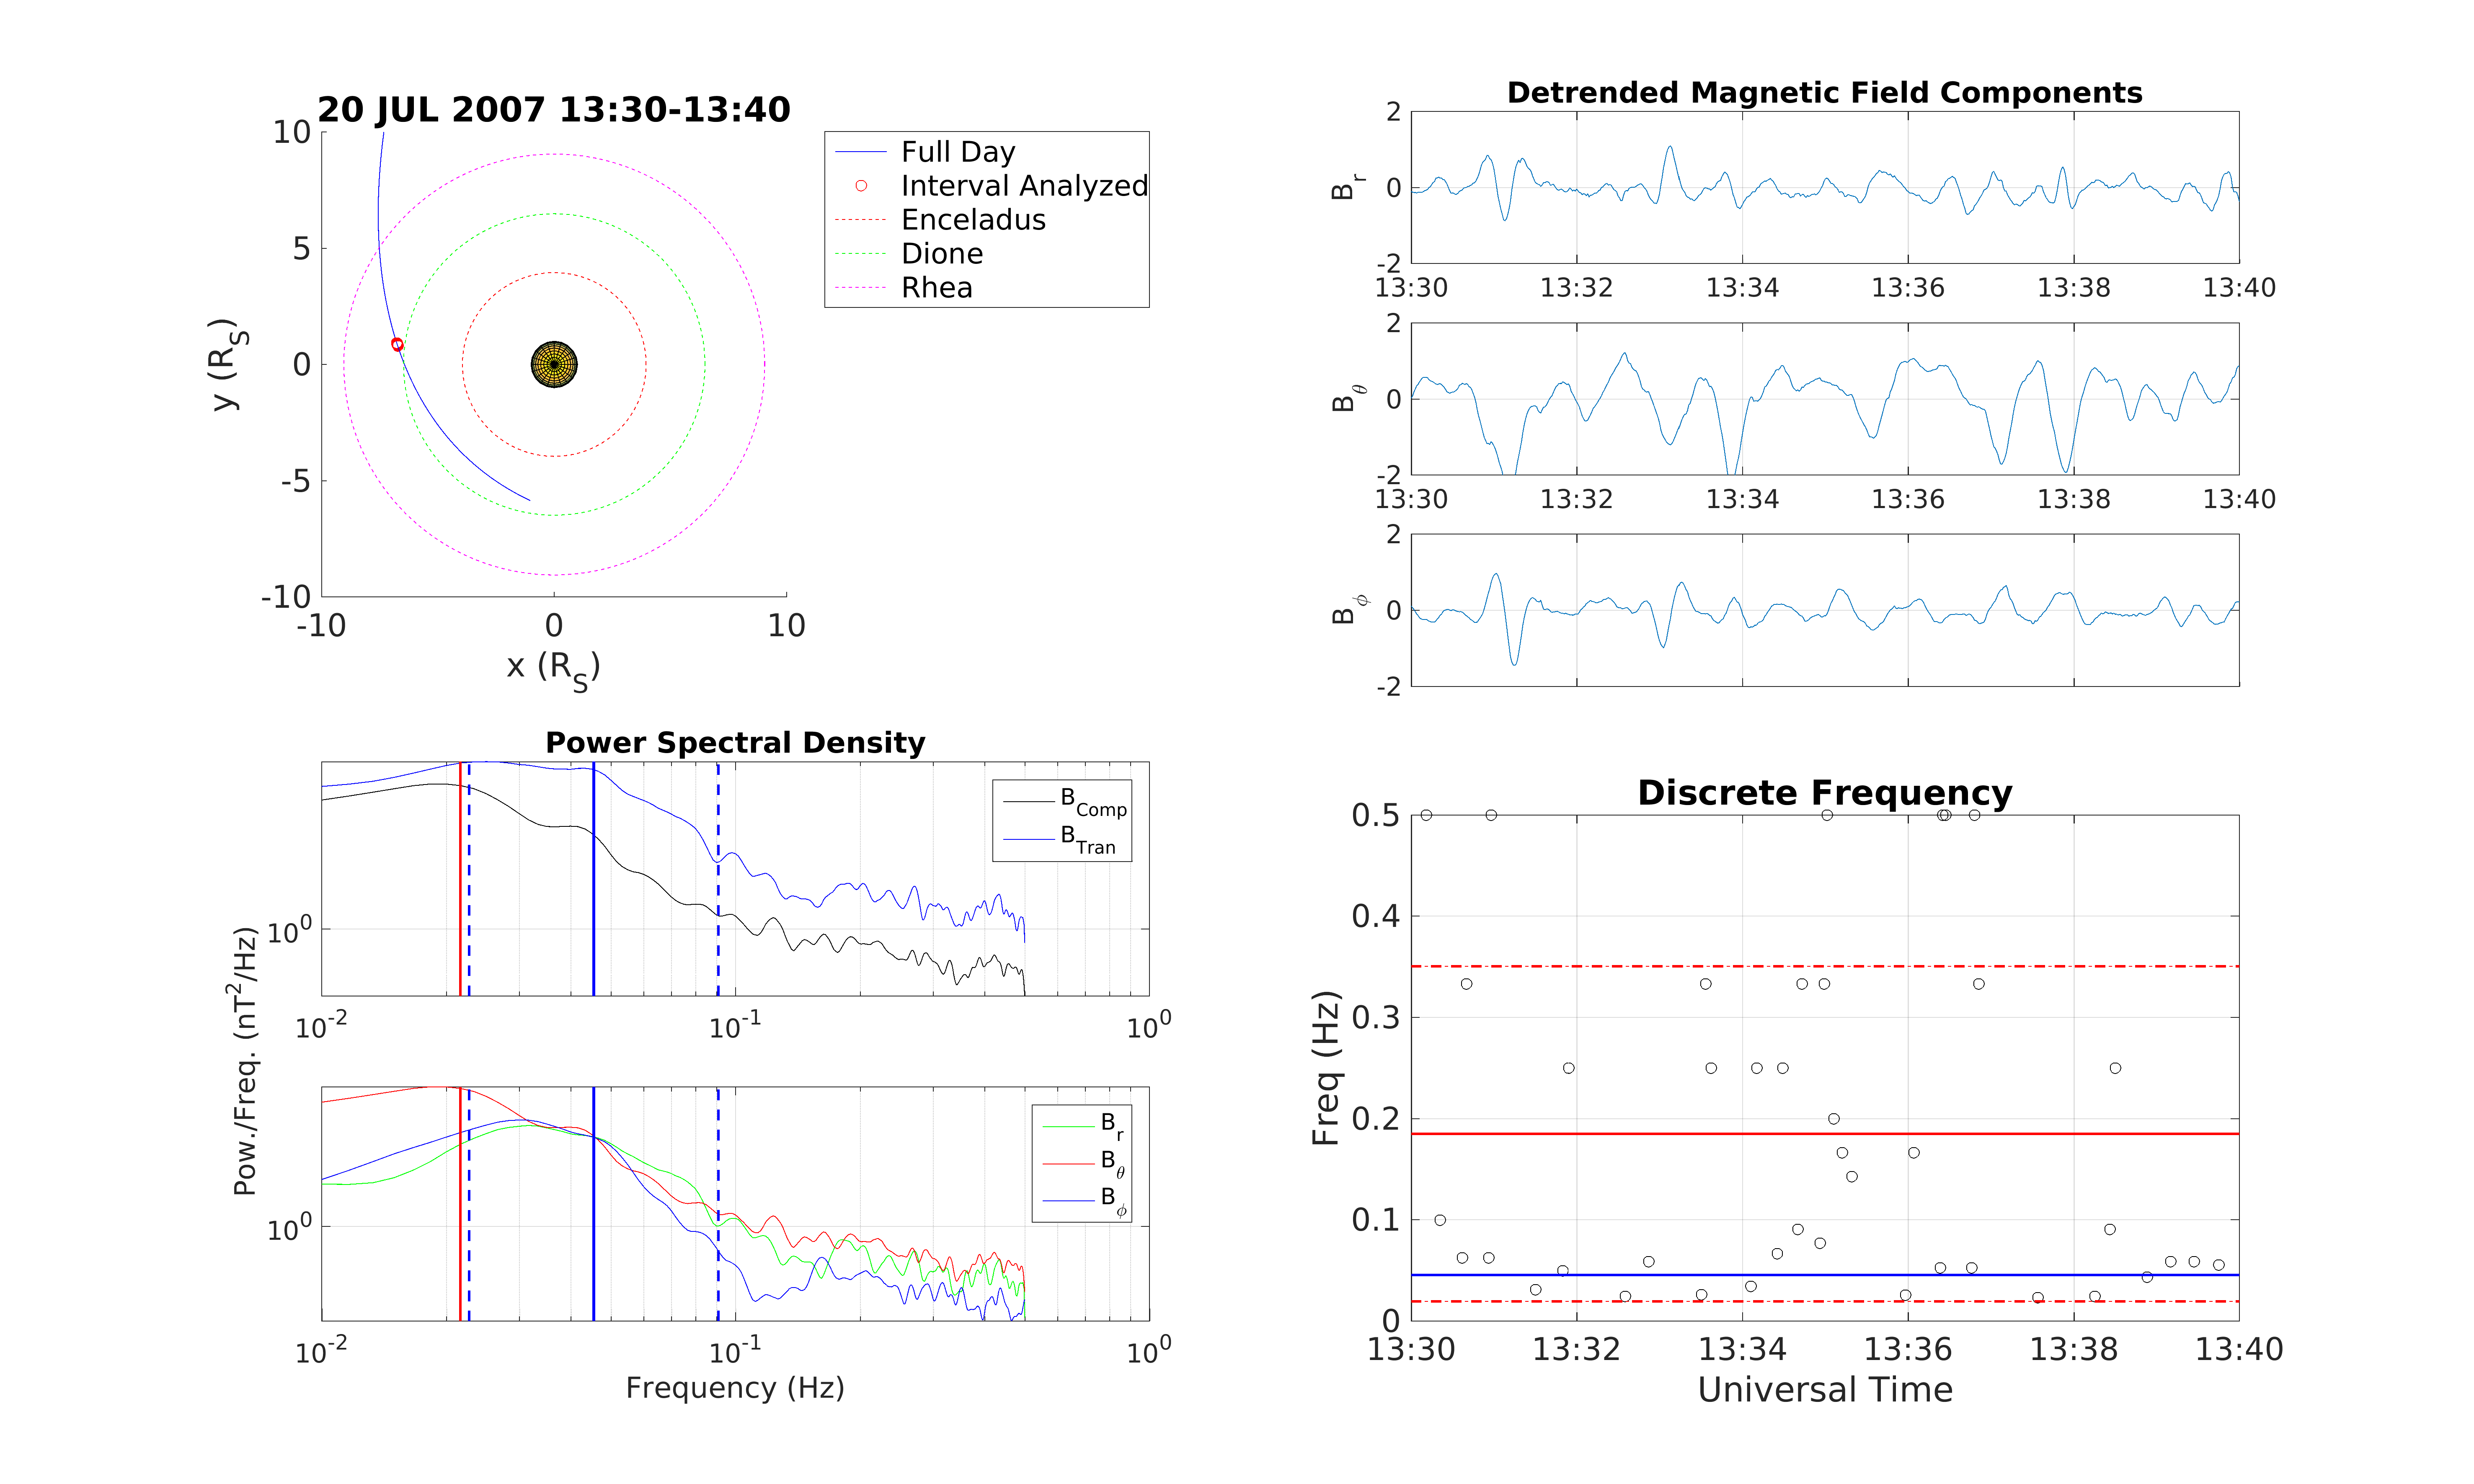 20 JUL 2007 13:30-13:40
10
5
0
-5
-10
-10
0
10
y (R_S)
x (R_S)
Full Day
Interval Analyzed
Enceladus
Dione
Rhea
Detrended Magnetic Field Components
B_r
2
0
-2
13:30
13:32
13:34
13:36
13:38
13:40
B_θ
2
0
-2
13:30
13:32
13:34
13:36
13:38
13:40
B_ϕ
2
0
-2
Power Spectral Density
Pow./Freq. (nT^2/Hz)
10^0
B_Comp
B_Tran
10^-2
10^-1
10^0
10^0
B_r
B_θ
B_ϕ
10^-2
10^-1
10^0
Frequency (Hz)
Discrete Frequency
Freq (Hz)
0.5
0.4
0.3
0.2
0.1
0
13:30
13:32
13:34
13:36
13:38
13:40
Universal Time